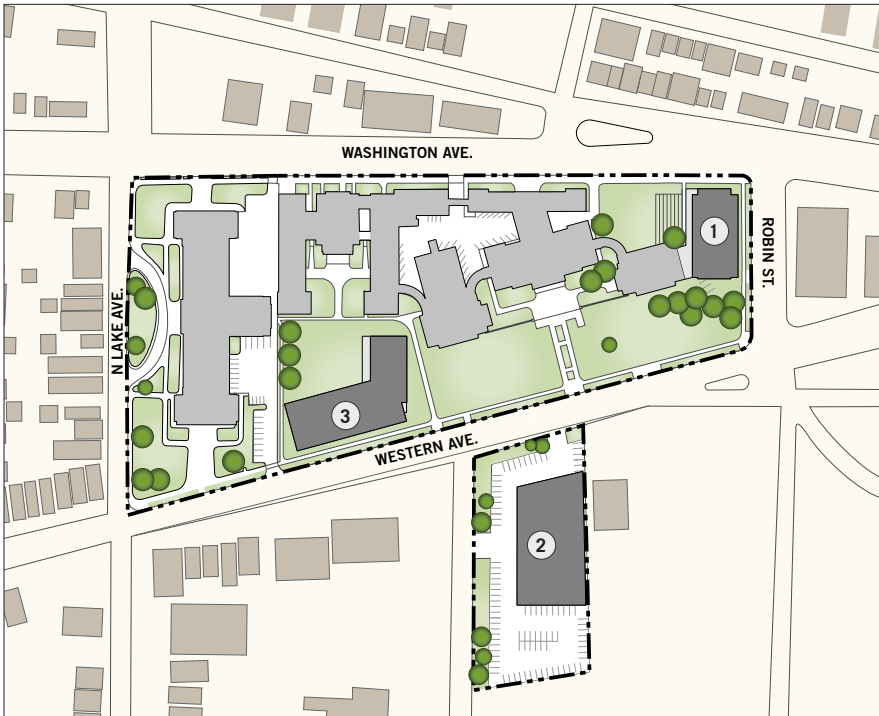 WASHINGTON AVE.
1
ROBIN ST.
N LAKE AVE.
3
WESTERN AVE.
2